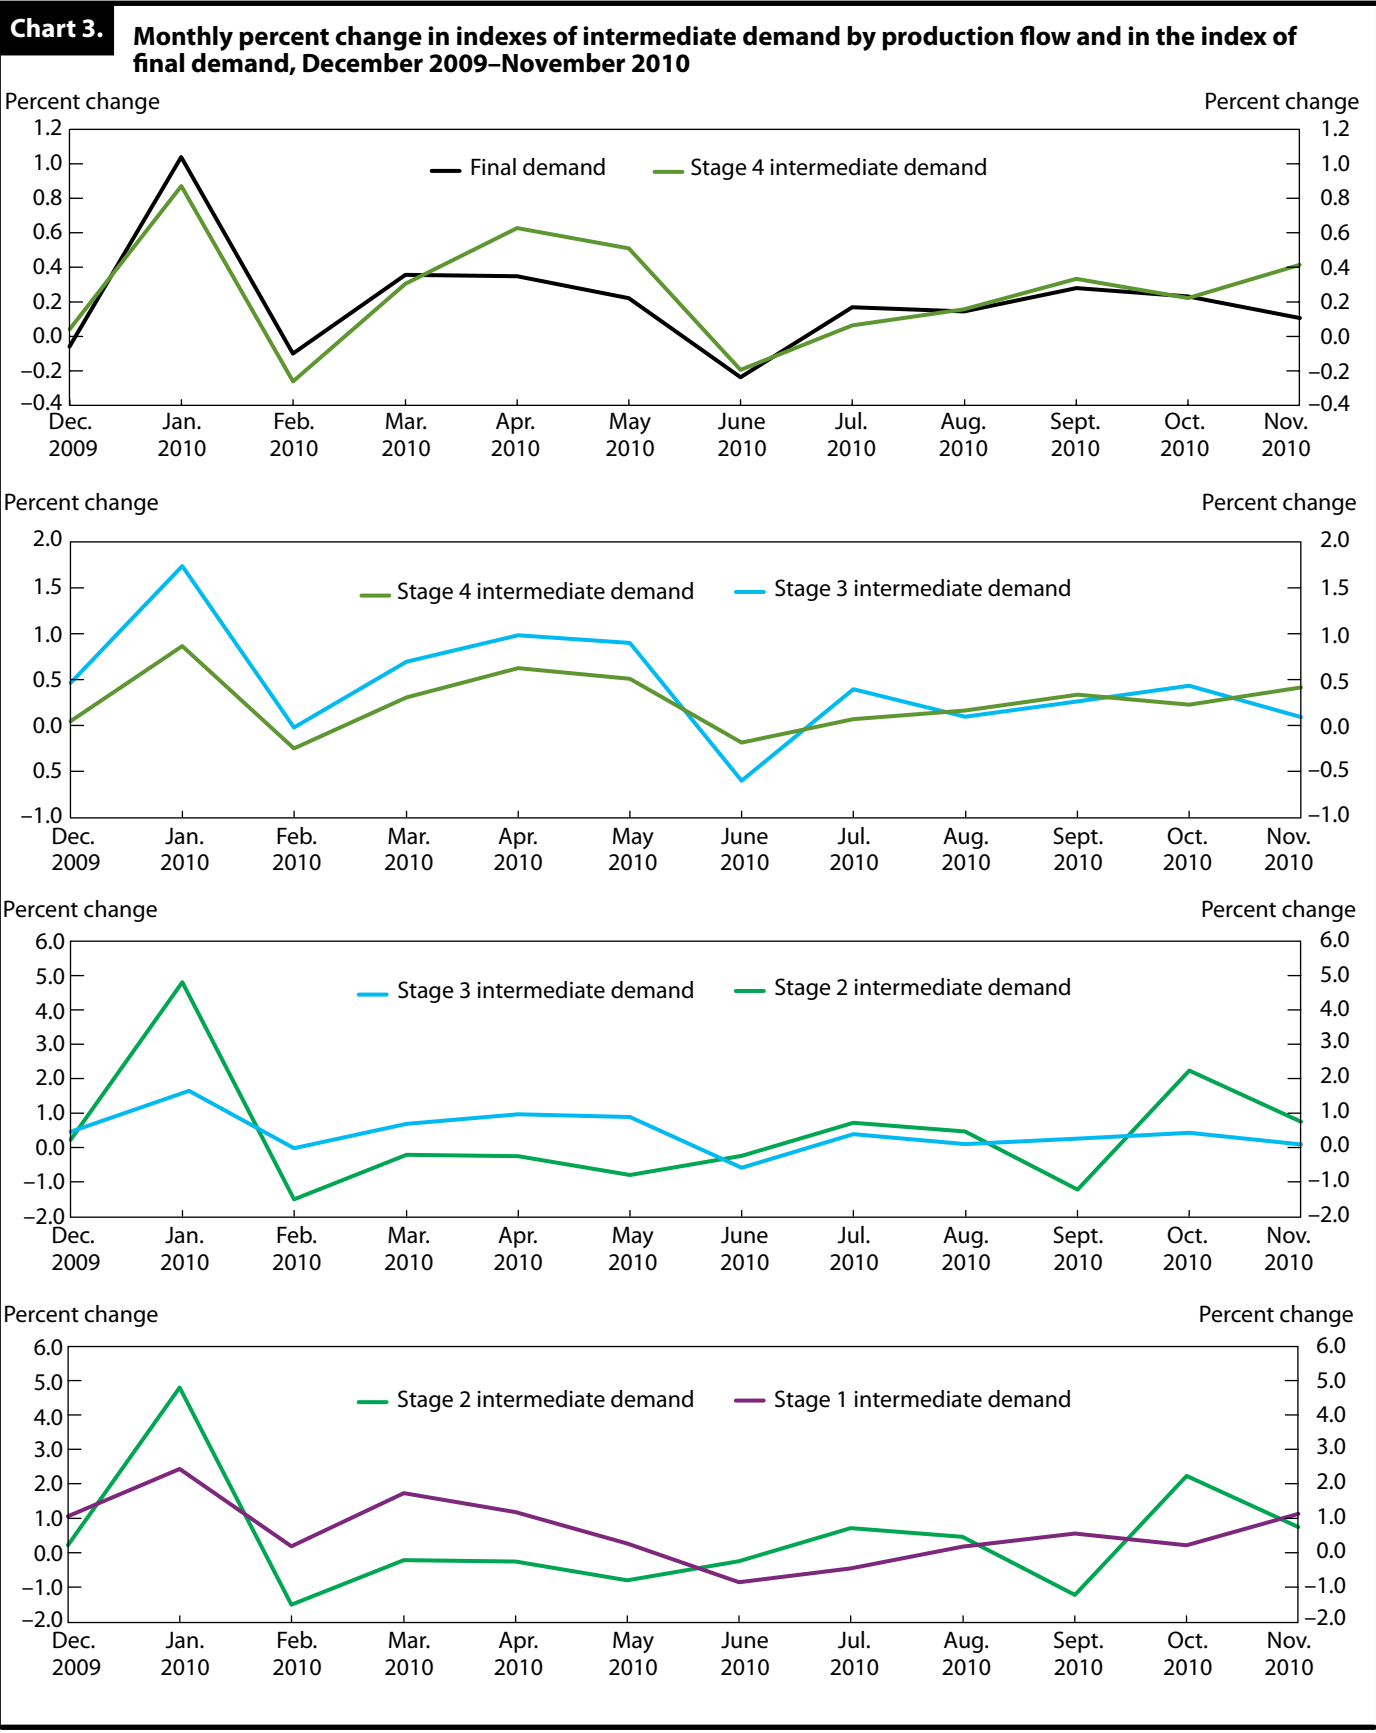 Chart 3.
Monthly percent change in indexes of intermediate demand by production flow and in the index of
final demand, December 2009–November 2010
Percent change Percent change
1.2 1.2
1.0 Final demand Stage 4 intermediate demand 1.0
0.8 0.8
0.6 0.6
0.4 0.4
0.2 0.2
0.0 0.0
–0.2 –0.2
–0.4 –0.4
Dec. Jan. Feb. Mar. Apr. May June Jul. Aug. Sept. Oct. Nov.
2009 2010 2010 2010 2010 2010 2010 2010 2010 2010 2010 2010
Percent change Percent change
2.0 2.0
1.5 Stage 4 intermediate demand Stage 3 intermediate demand 1.5
1.0 1.0
0.5 0.5
0.0 0.0
0.5 –0.5
–1.0 –1.0
Dec. Jan. Feb. Mar. Apr. May June Jul. Aug. Sept. Oct. Nov.
2009 2010 2010 2010 2010 2010 2010 2010 2010 2010 2010 2010
Percent change Percent change
6.0 6.0
5.0 Stage 3 intermediate demand Stage 2 intermediate demand 5.0
4.0 4.0
3.0 3.0
2.0 2.0
1.0 1.0
0.0 0.0
–1.0 –1.0
–2.0 –2.0
Dec. Jan. Feb. Mar. Apr. May June Jul. Aug. Sept. Oct. Nov.
2009 2010 2010 2010 2010 2010 2010 2010 2010 2010 2010 2010
Percent change Percent change
6.0 6.0
5.0 Stage 2 intermediate demand Stage 1 intermediate demand 5.0
4.0 4.0
3.0 3.0
2.0 2.0
1.0 1.0
0.0 0.0
–1.0 –1.0
–2.0 –2.0
Dec. Jan. Feb. Mar. Apr. May June Jul. Aug. Sept. Oct. Nov.
2009 2010 2010 2010 2010 2010 2010 2010 2010 2010 2010 2010